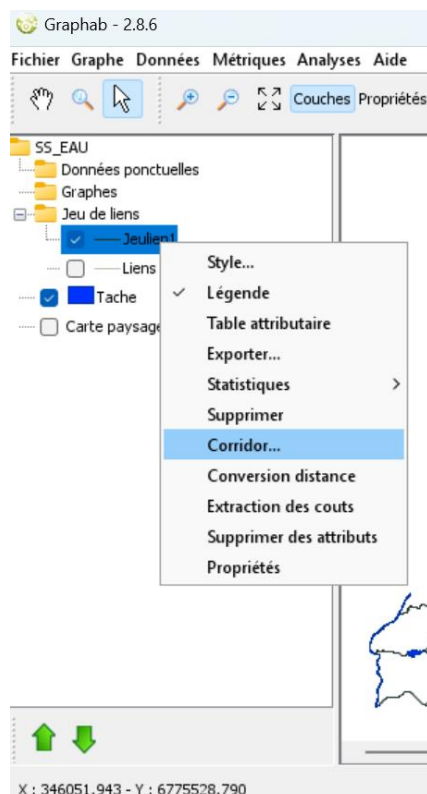 Graphab - 2.8.6
Fichier Graphe Données Métriques Analyses Aide
Couches Propriétés
SS_EAU
Données ponctuelles
Graphes
Jeu de liens
Jeulien1
Liens
Tache
Carte paysage
Style...
Légende
Table attributaire
Exporter...
Statistiques
Supprimer
Corridor...
Conversion distance
Extraction des couts
Supprimer des attributs
Propriétés
X : 346051.943 - Y : 6775528.790